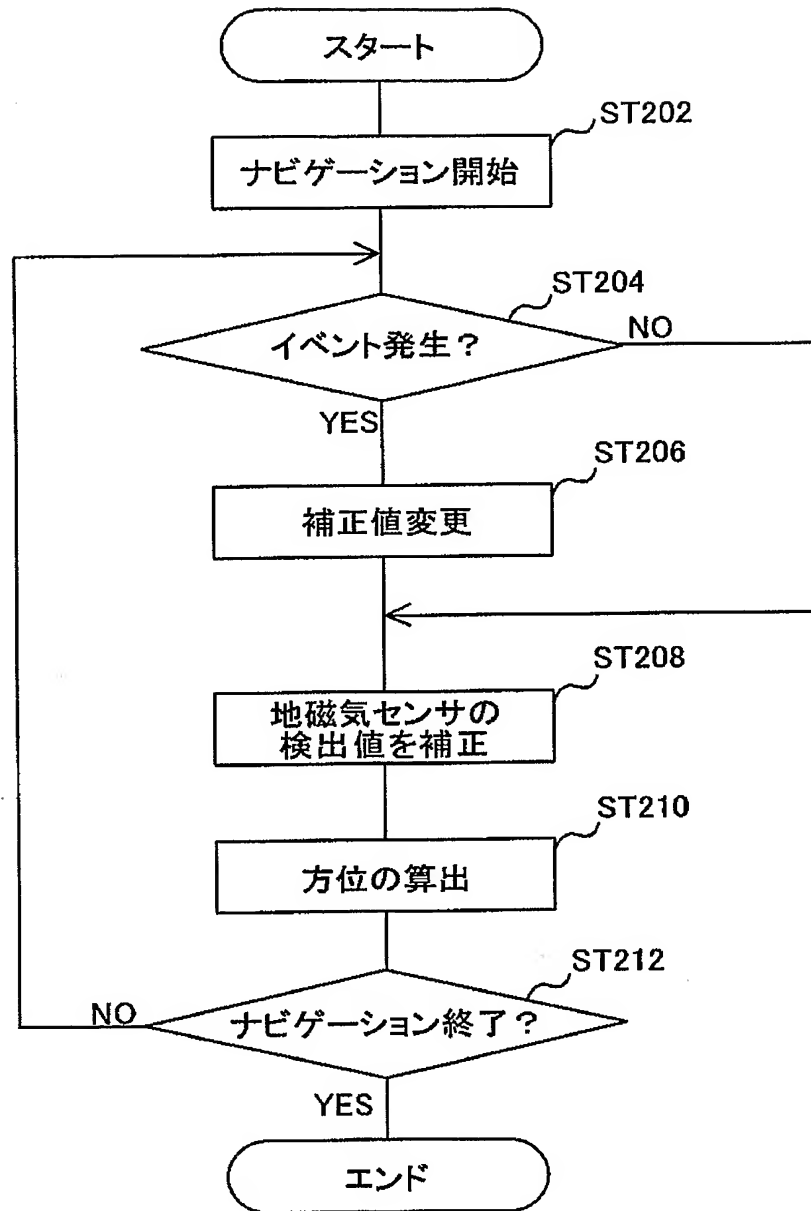 スタート
ST202
ナビゲーション開始
ST204
イベント発生？
NO
YES
ST206
補正値変更
ST208
地磁気センサの
検出値を補正
ST210
方位の算出
ST212
NO
ナビゲーション終了？
YES
エンド